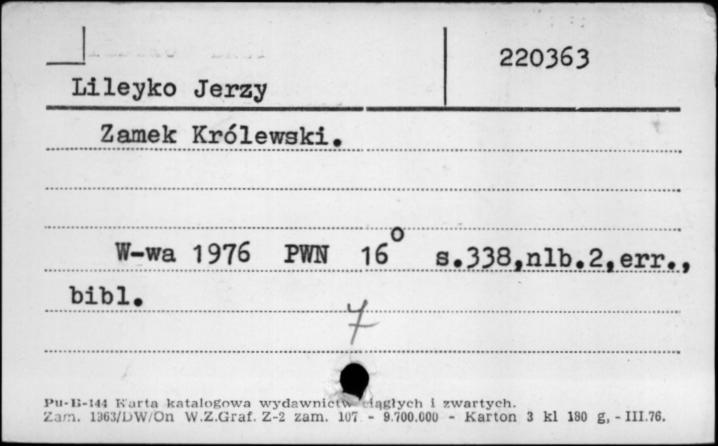 220363
Lileyko Jerzy
Zamek Królewski.
W-wa 1976 PWN 16° s.338,nlb.2,err.,
bibl.
7
Pu-B-144 Karta katalogowa wydawnictw ciągłych i zwartych.
Zam. 1363/DW/On W.Z.Graf. Z-2 zam. 107 - 9.700.000 - Karton 3 kl 180 g, - III.76.